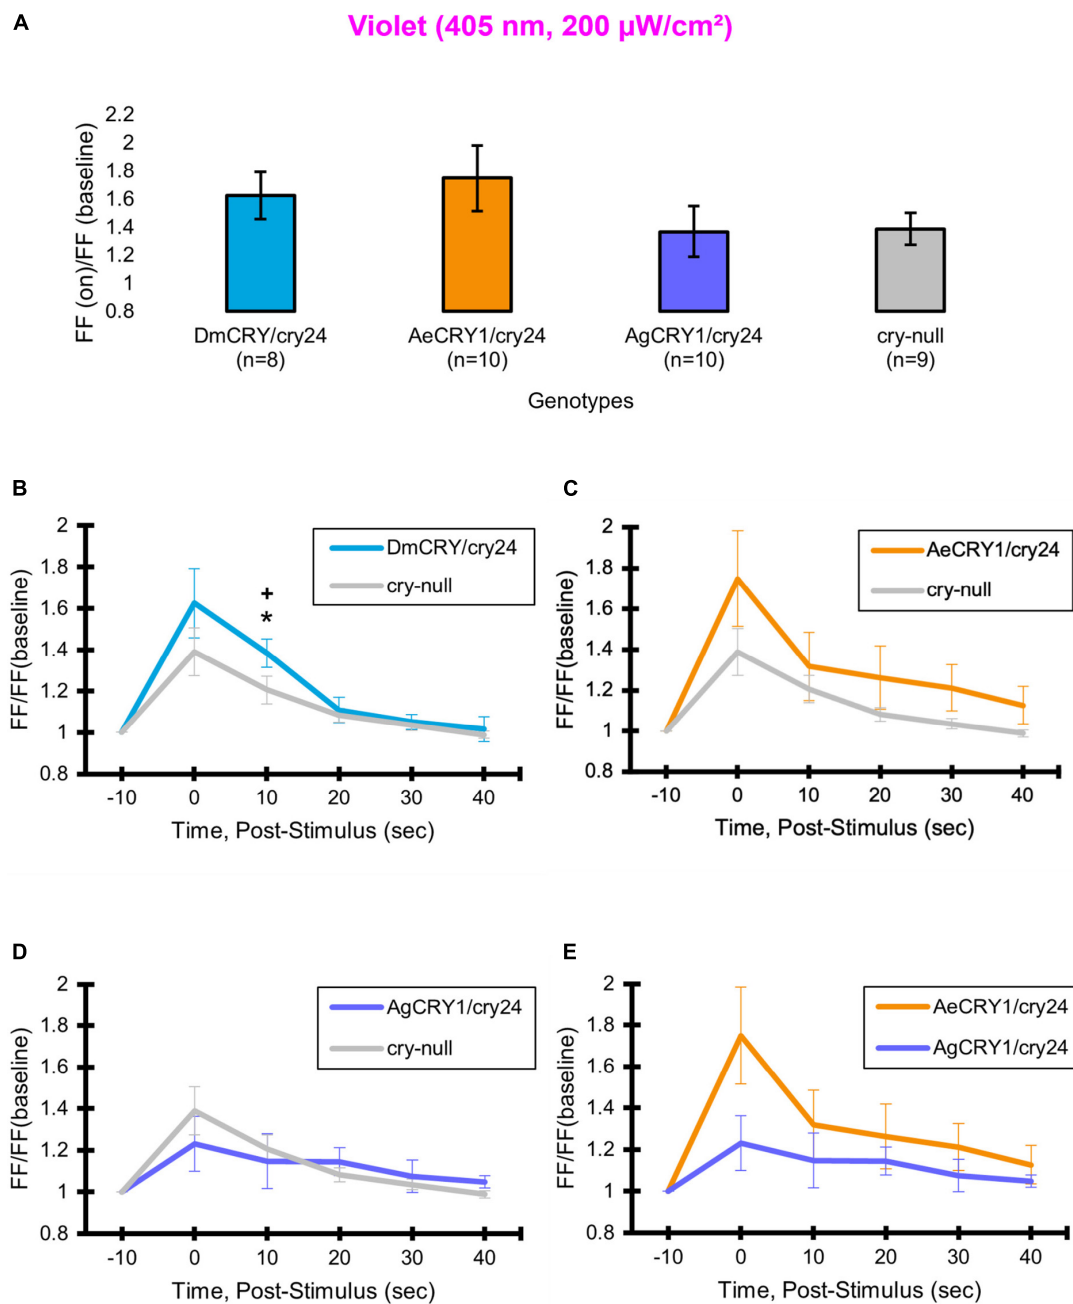 A
Violet (405 nm, 200 µW/cm²)
FF (on)/FF (baseline)
2.2
2
1.8
1.6
1.4
1.2
1
0.8
DmCRY/cry24
(n=8)
AeCRY1/cry24
(n=10)
AgCRY1/cry24
(n=10)
cry-null
(n=9)
Genotypes
B
FF/FF(baseline)
2
1.8
1.6
1.4
1.2
1
0.8
DmCRY/cry24
cry-null
+
*
-10 0 10 20 30 40
Time, Post-Stimulus (sec)
C
FF/FF(baseline)
2
1.8
1.6
1.4
1.2
1
0.8
AeCRY1/cry24
cry-null
-10 0 10 20 30 40
Time, Post-Stimulus (sec)
D
FF/FF(baseline)
2
1.8
1.6
1.4
1.2
1
0.8
AgCRY1/cry24
cry-null
-10 0 10 20 30 40
Time, Post-Stimulus (sec)
E
FF/FF(baseline)
2
1.8
1.6
1.4
1.2
1
0.8
AeCRY1/cry24
AgCRY1/cry24
-10 0 10 20 30 40
Time, Post-Stimulus (sec)